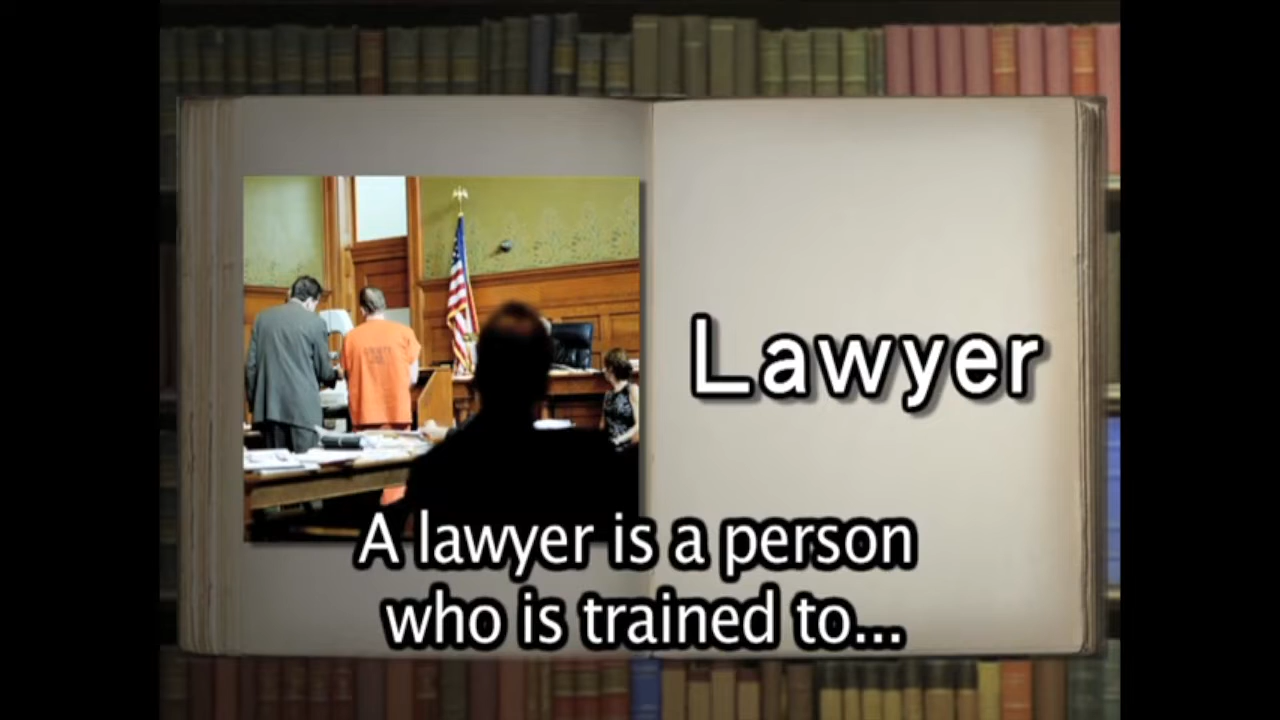 Lawyer
A lawyer is a person
who is trained to...